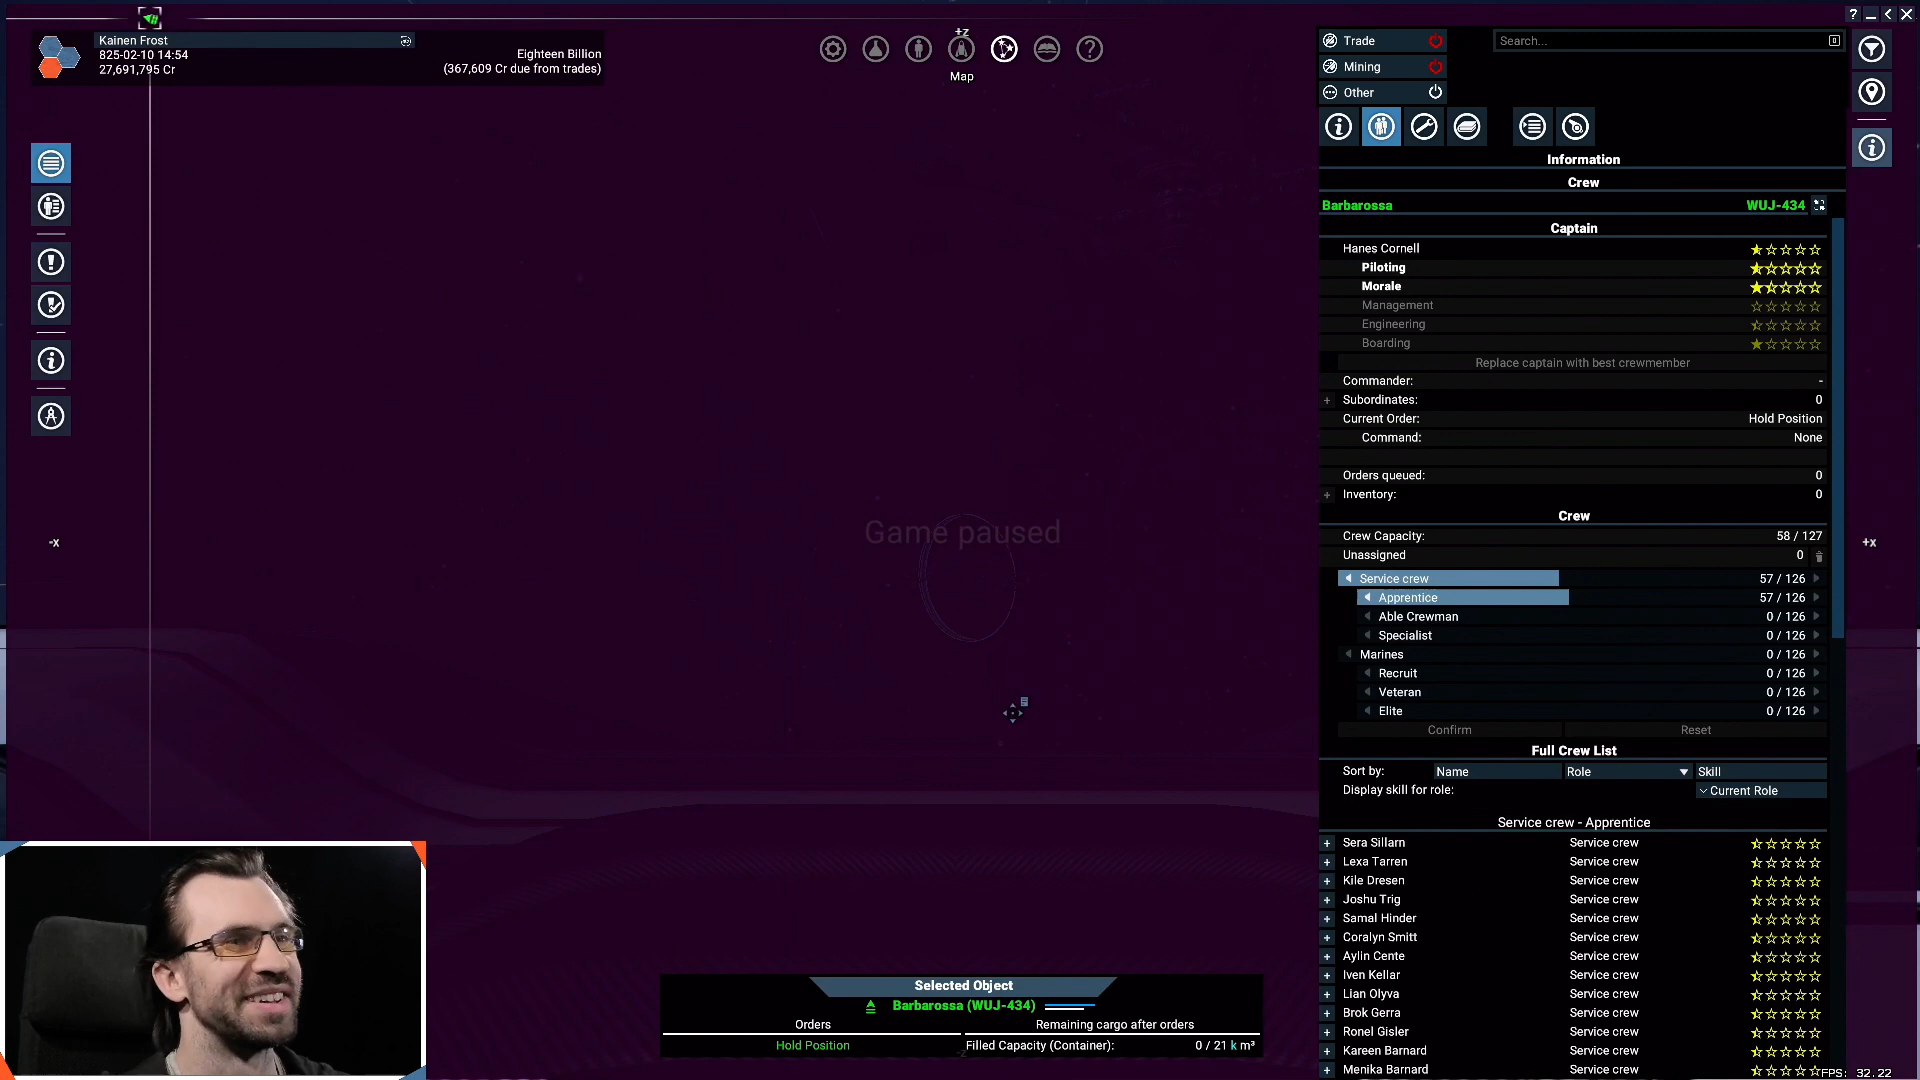 Kainen Frost
825-02-10 14:54
27,691,795 Cr
Eighteen Billion
(367,609 Cr due from trades)
+z
Map
?
Trade
Mining
Other
Search...
Information
Crew
Barbarossa WUJ-434
Captain
Hanes Cornell
Piloting
Morale
Management
Engineering
Boarding
Replace captain with best crewmember
Commander: -
Subordinates: 0
Current Order: Hold Position
Command: None
Orders queued: 0
Inventory: 0
Crew
Crew Capacity: 58 / 127
Unassigned 0
Service crew 57 / 126
Apprentice 57 / 126
Able Crewman 0 / 126
Specialist 0 / 126
Marines 0 / 126
Recruit 0 / 126
Veteran 0 / 126
Elite 0 / 126
Confirm Reset
Full Crew List
Sort by: Name Role Skill
Display skill for role: Current Role
Service crew - Apprentice
Sera Sillarn Service crew
Lexa Tarren Service crew
Kile Dresen Service crew
Joshu Trig Service crew
Samal Hinder Service crew
Coralyn Smitt Service crew
Aylin Cente Service crew
Iven Kellar Service crew
Lian Olyva Service crew
Brok Gerra Service crew
Ronel Gisler Service crew
Kareen Barnard Service crew
Menika Barnard Service crew
-x
+x
Game paused
Selected Object
Barbarossa (WUJ-434)
Orders Remaining cargo after orders
Hold Position Filled Capacity (Container): 0 / 21 k m³
-z
FPS: 32.22